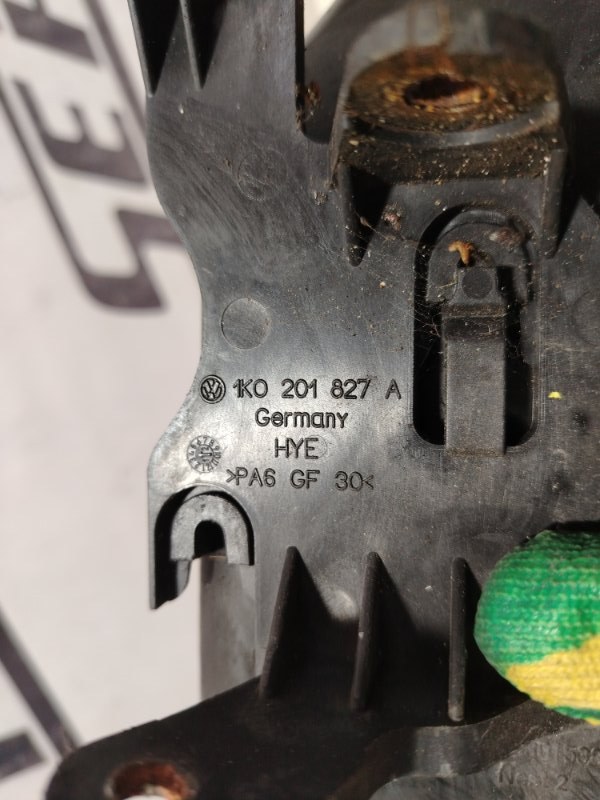 1K0 201 827 A
Germany
HYE
>PA6 GF 30<